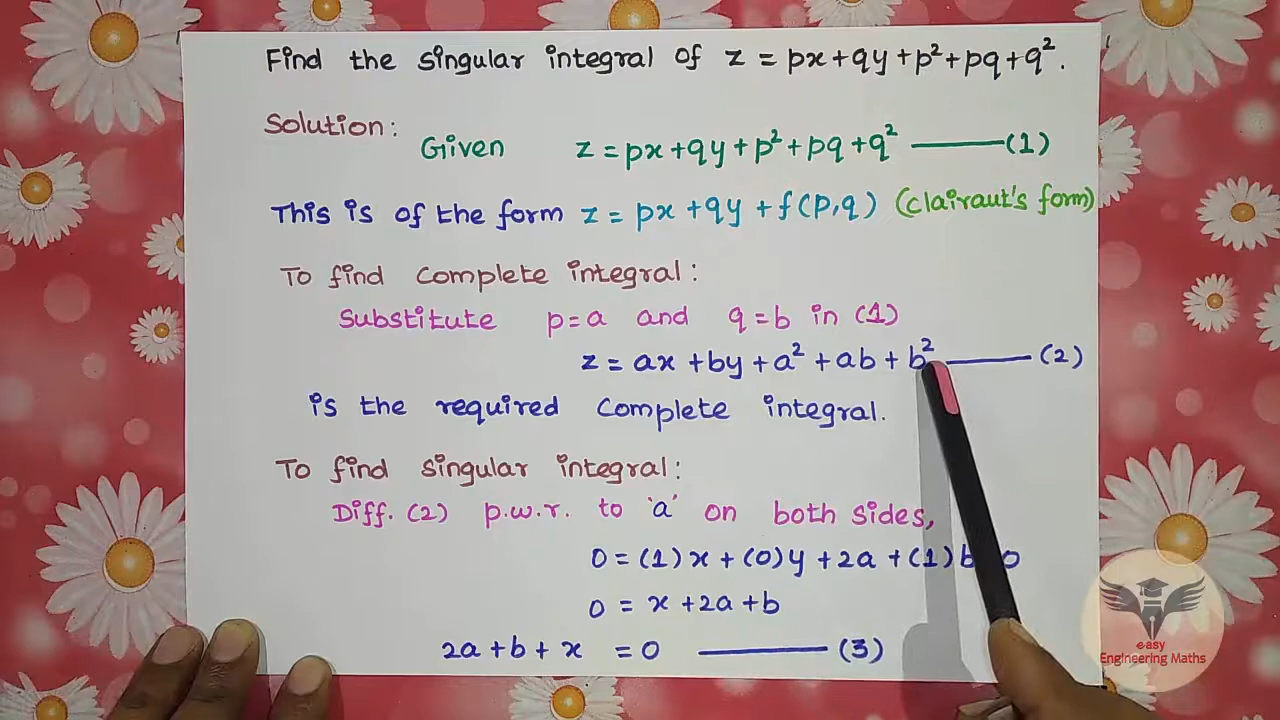 Find the singular integral of z = px+qy+p²+pq+q².
Solution:
Given z = px+qy+p²+pq+q² ———(1)
This is of the form z = px+qy+f(p,q) (Clairaut's form)
To find complete integral:
Substitute p=a and q=b in (1)
z = ax+by+a²+ab+b² ———(2)
is the required complete integral.
To find singular integral:
Diff. (2) p.w.r. to 'a' on both sides,
0 = (1)x+(0)y+2a+(1)b 0
0 = x+2a+b
2a+b+x = 0 ———(3)
easy
Engineering Maths